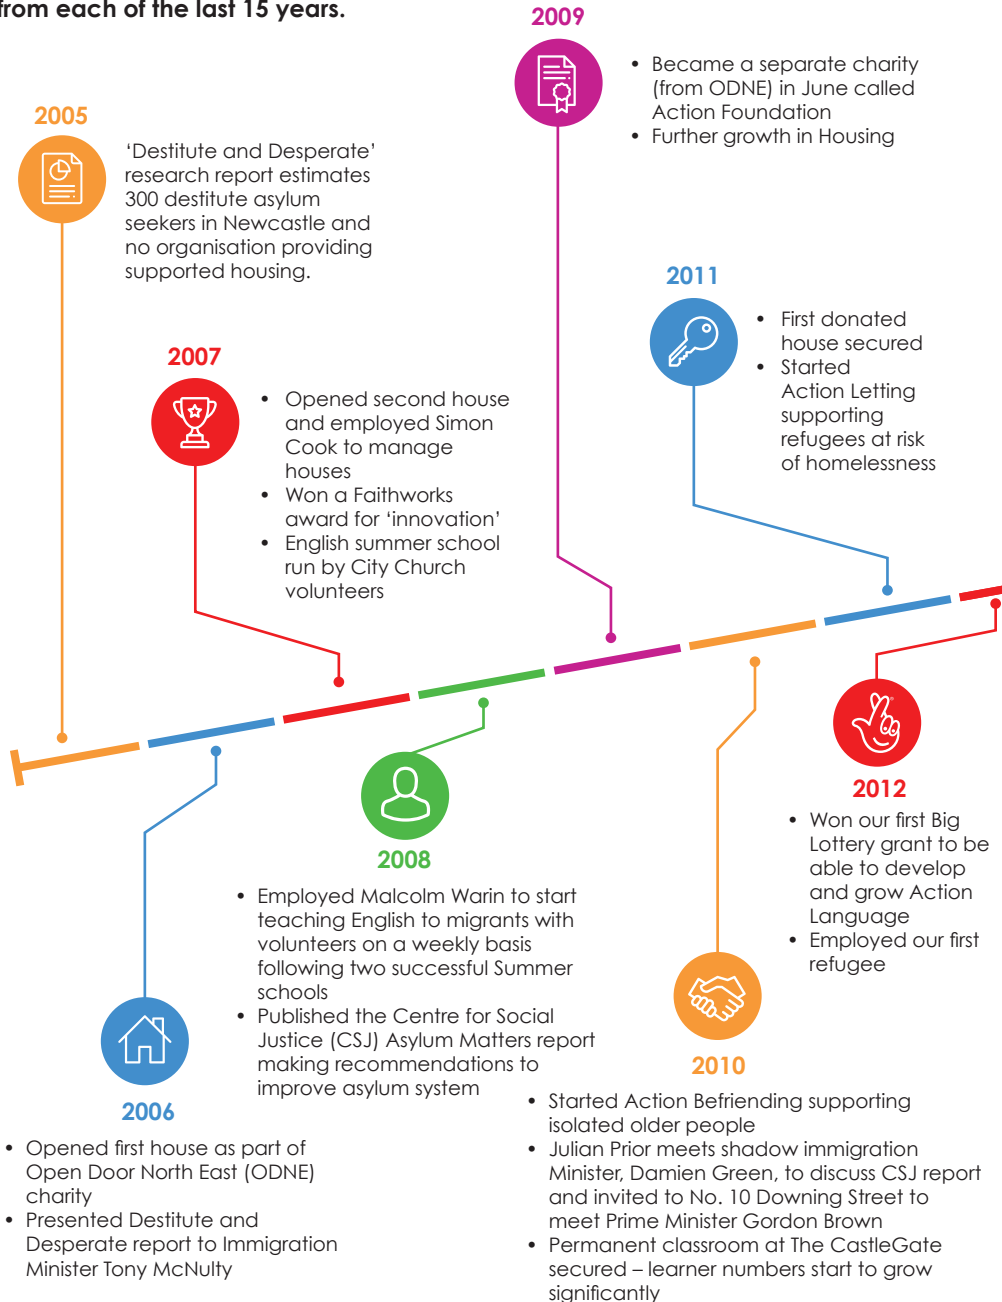 from each of the last 15 years.
2005
'Destitute and Desperate'
research report estimates
300 destitute asylum
seekers in Newcastle and
no organisation providing
supported housing.
2006
• Opened first house as part of
Open Door North East (ODNE)
charity
• Presented Destitute and
Desperate report to Immigration
Minister Tony McNulty
2007
• Opened second house
and employed Simon
Cook to manage
houses
• Won a Faithworks
award for 'innovation'
• English summer school
run by City Church
volunteers
2008
• Employed Malcolm Warin to start
teaching English to migrants with
volunteers on a weekly basis
following two successful Summer
schools
• Published the Centre for Social
Justice (CSJ) Asylum Matters report
making recommendations to
improve asylum system
2009
• Became a separate charity
(from ODNE) in June called
Action Foundation
• Further growth in Housing
2010
• Started Action Befriending supporting
isolated older people
• Julian Prior meets shadow immigration
Minister, Damien Green, to discuss CSJ report
and invited to No. 10 Downing Street to
meet Prime Minister Gordon Brown
• Permanent classroom at The CastleGate
secured – learner numbers start to grow
significantly
2011
• First donated
house secured
• Started
Action Letting
supporting
refugees at risk
of homelessness
2012
• Won our first Big
Lottery grant to be
able to develop
and grow Action
Language
• Employed our first
refugee